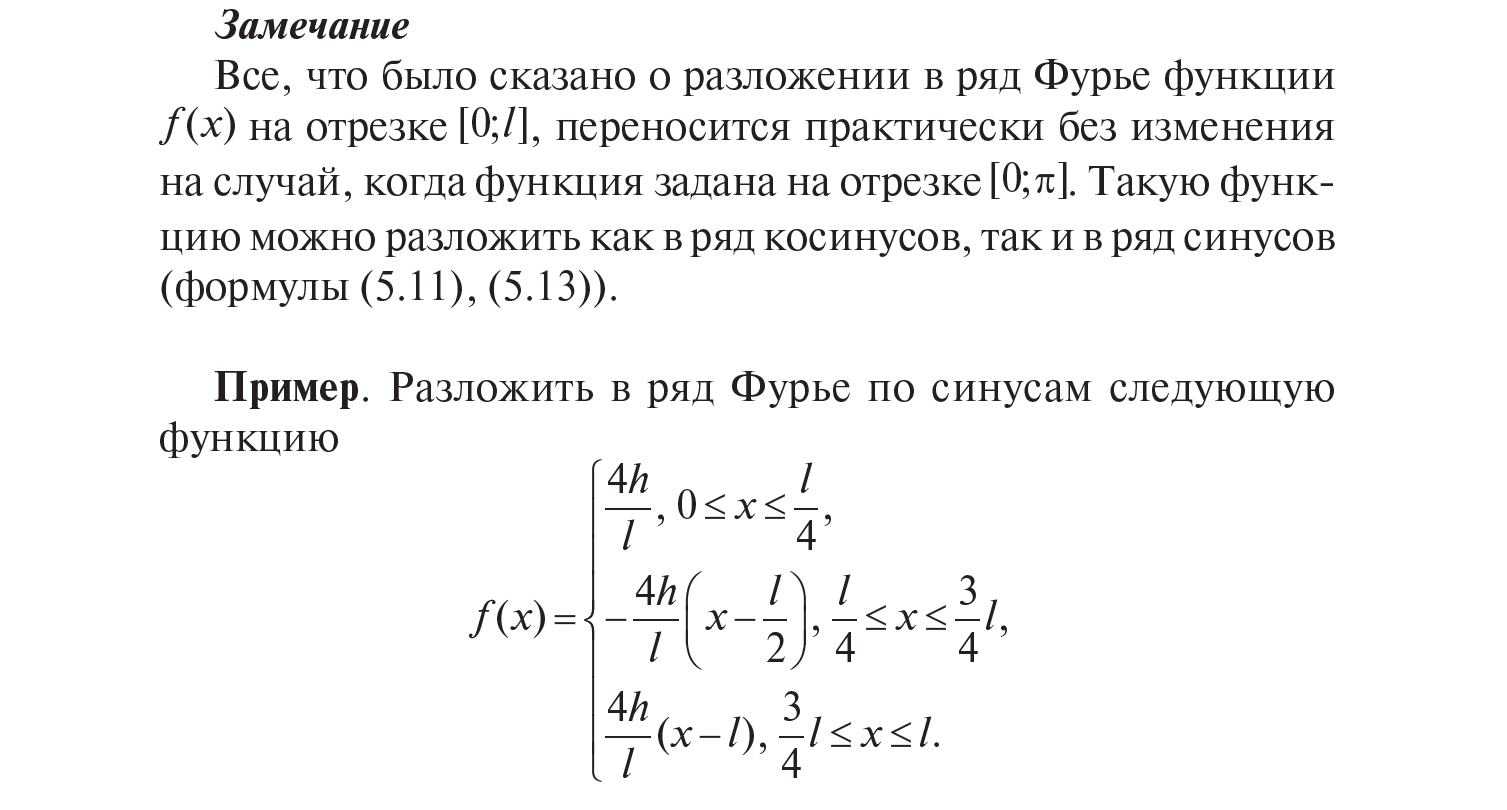 Замечание
Все, что было сказано о разложении в ряд Фурье функции
f(x) на отрезке [0;l], переносится практически без изменения
на случай, когда функция задана на отрезке [0;π]. Такую функ-
цию можно разложить как в ряд косинусов, так и в ряд синусов
(формулы (5.11), (5.13)).
Пример. Разложить в ряд Фурье по синусам следующую
функцию
f(x) = { 4h/l, 0 ≤ x ≤ l/4,
−4h/l (x − l/2), l/4 ≤ x ≤ 3/4 l,
4h/l (x − l), 3/4 l ≤ x ≤ l.